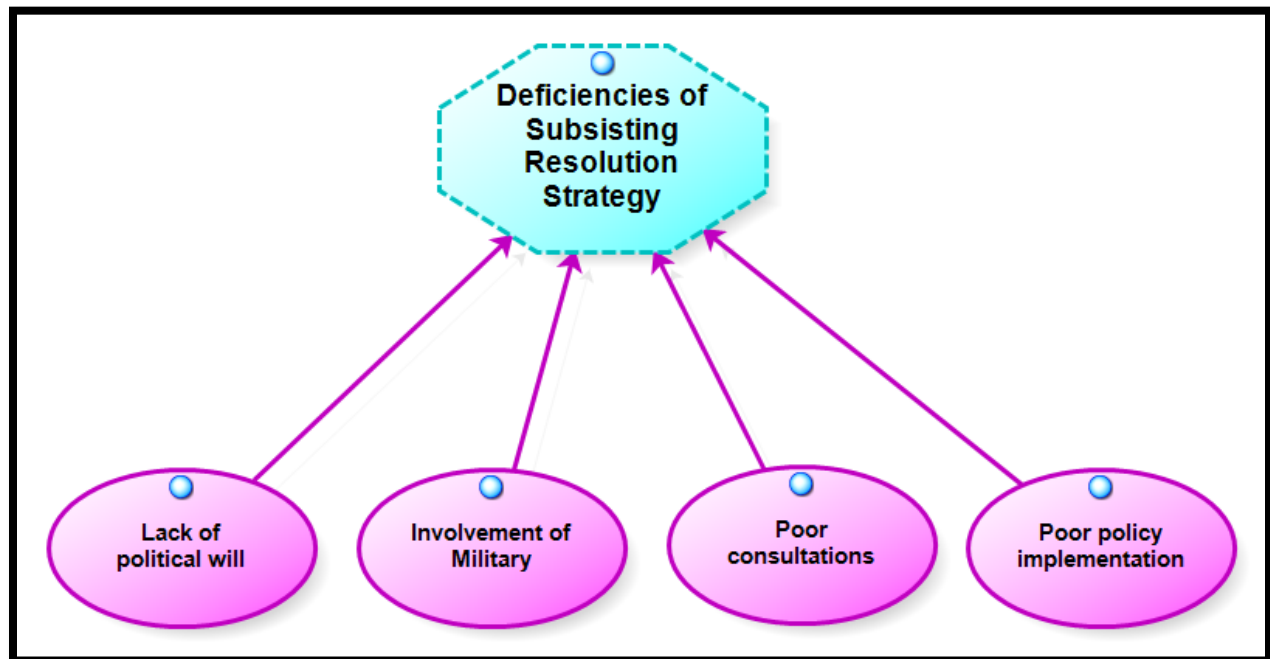 Deficiencies of
Subsisting
Resolution
Strategy
Lack of
political will
Involvement of
Military
Poor
consultations
Poor policy
implementation